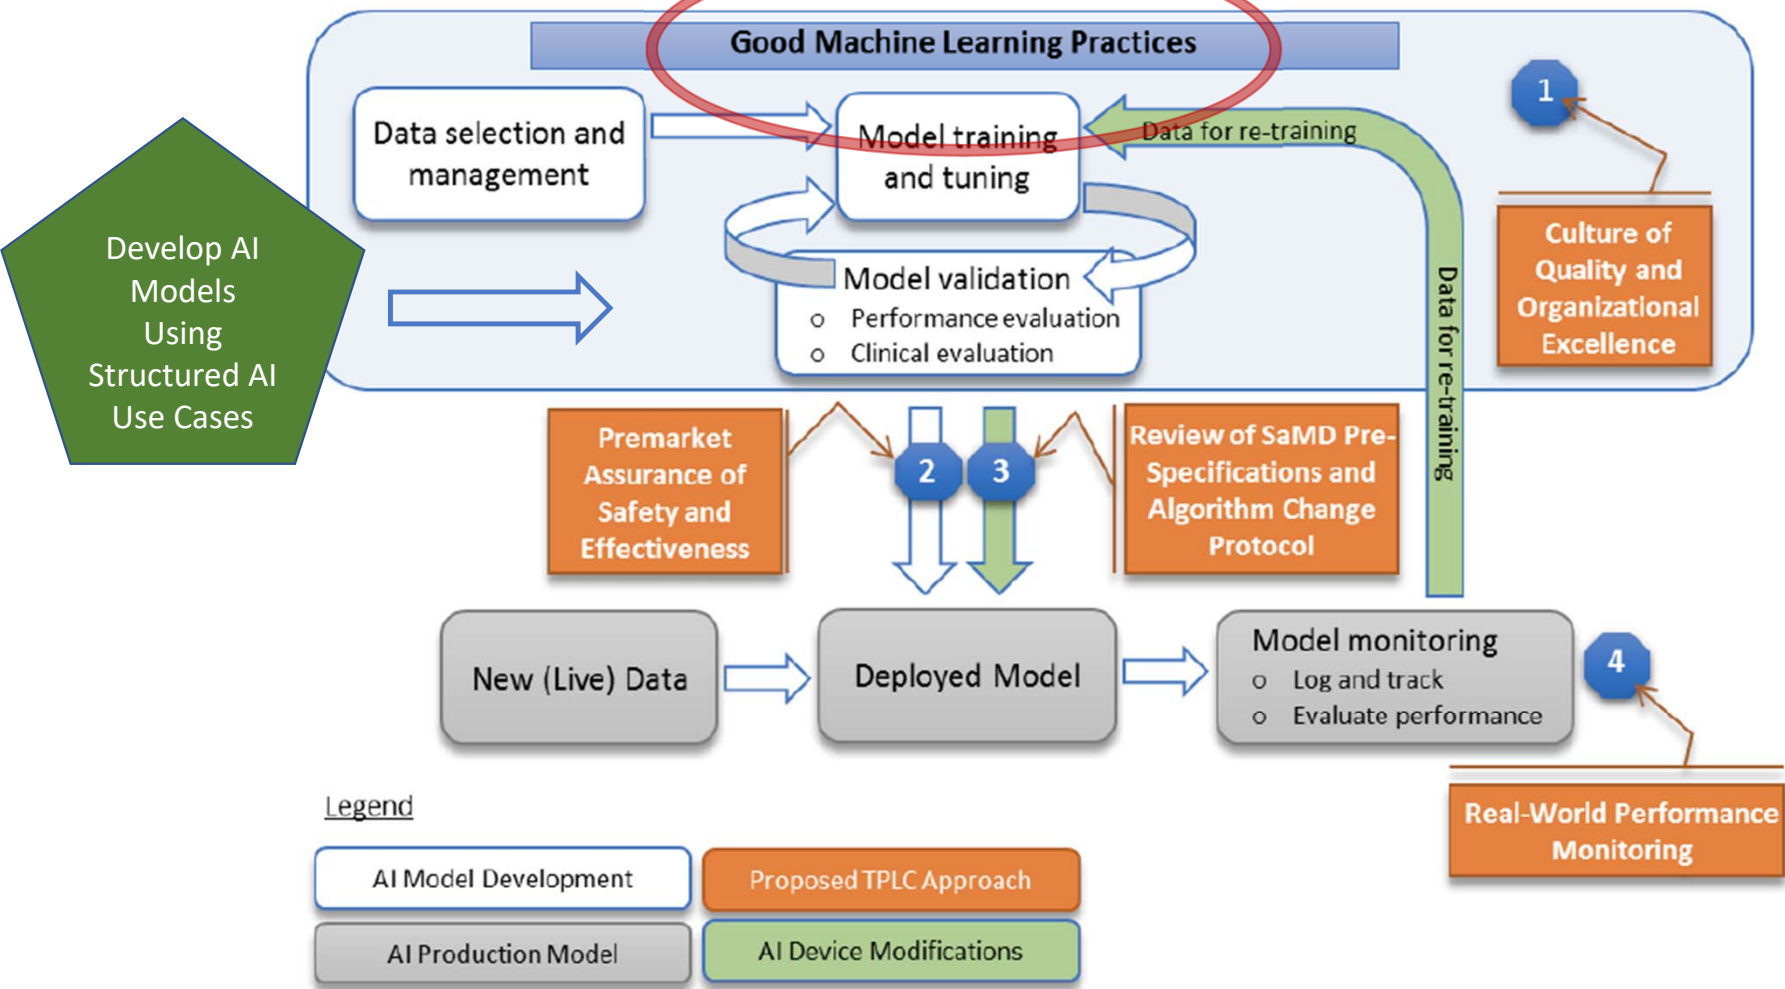 Good Machine Learning Practices
Data selection and
management
Model training
and tuning
Data for re-training
1
Culture of
Quality and
Organizational
Excellence
Develop AI
Models
Using
Structured AI
Use Cases
Model validation
o Performance evaluation
o Clinical evaluation
Data for re-training
Premarket
Assurance of
Safety and
Effectiveness
2
3
Review of SaMD Pre-
Specifications and
Algorithm Change
Protocol
New (Live) Data
Deployed Model
Model monitoring
o Log and track
o Evaluate performance
4
Real-World Performance
Monitoring
Legend
AI Model Development
Proposed TPLC Approach
AI Production Model
AI Device Modifications